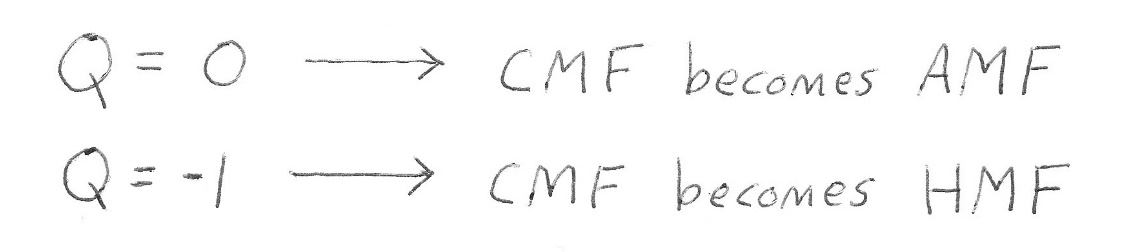 Q = 0 ⟶ CMF becomes AMF
Q = -1 ⟶ CMF becomes HMF